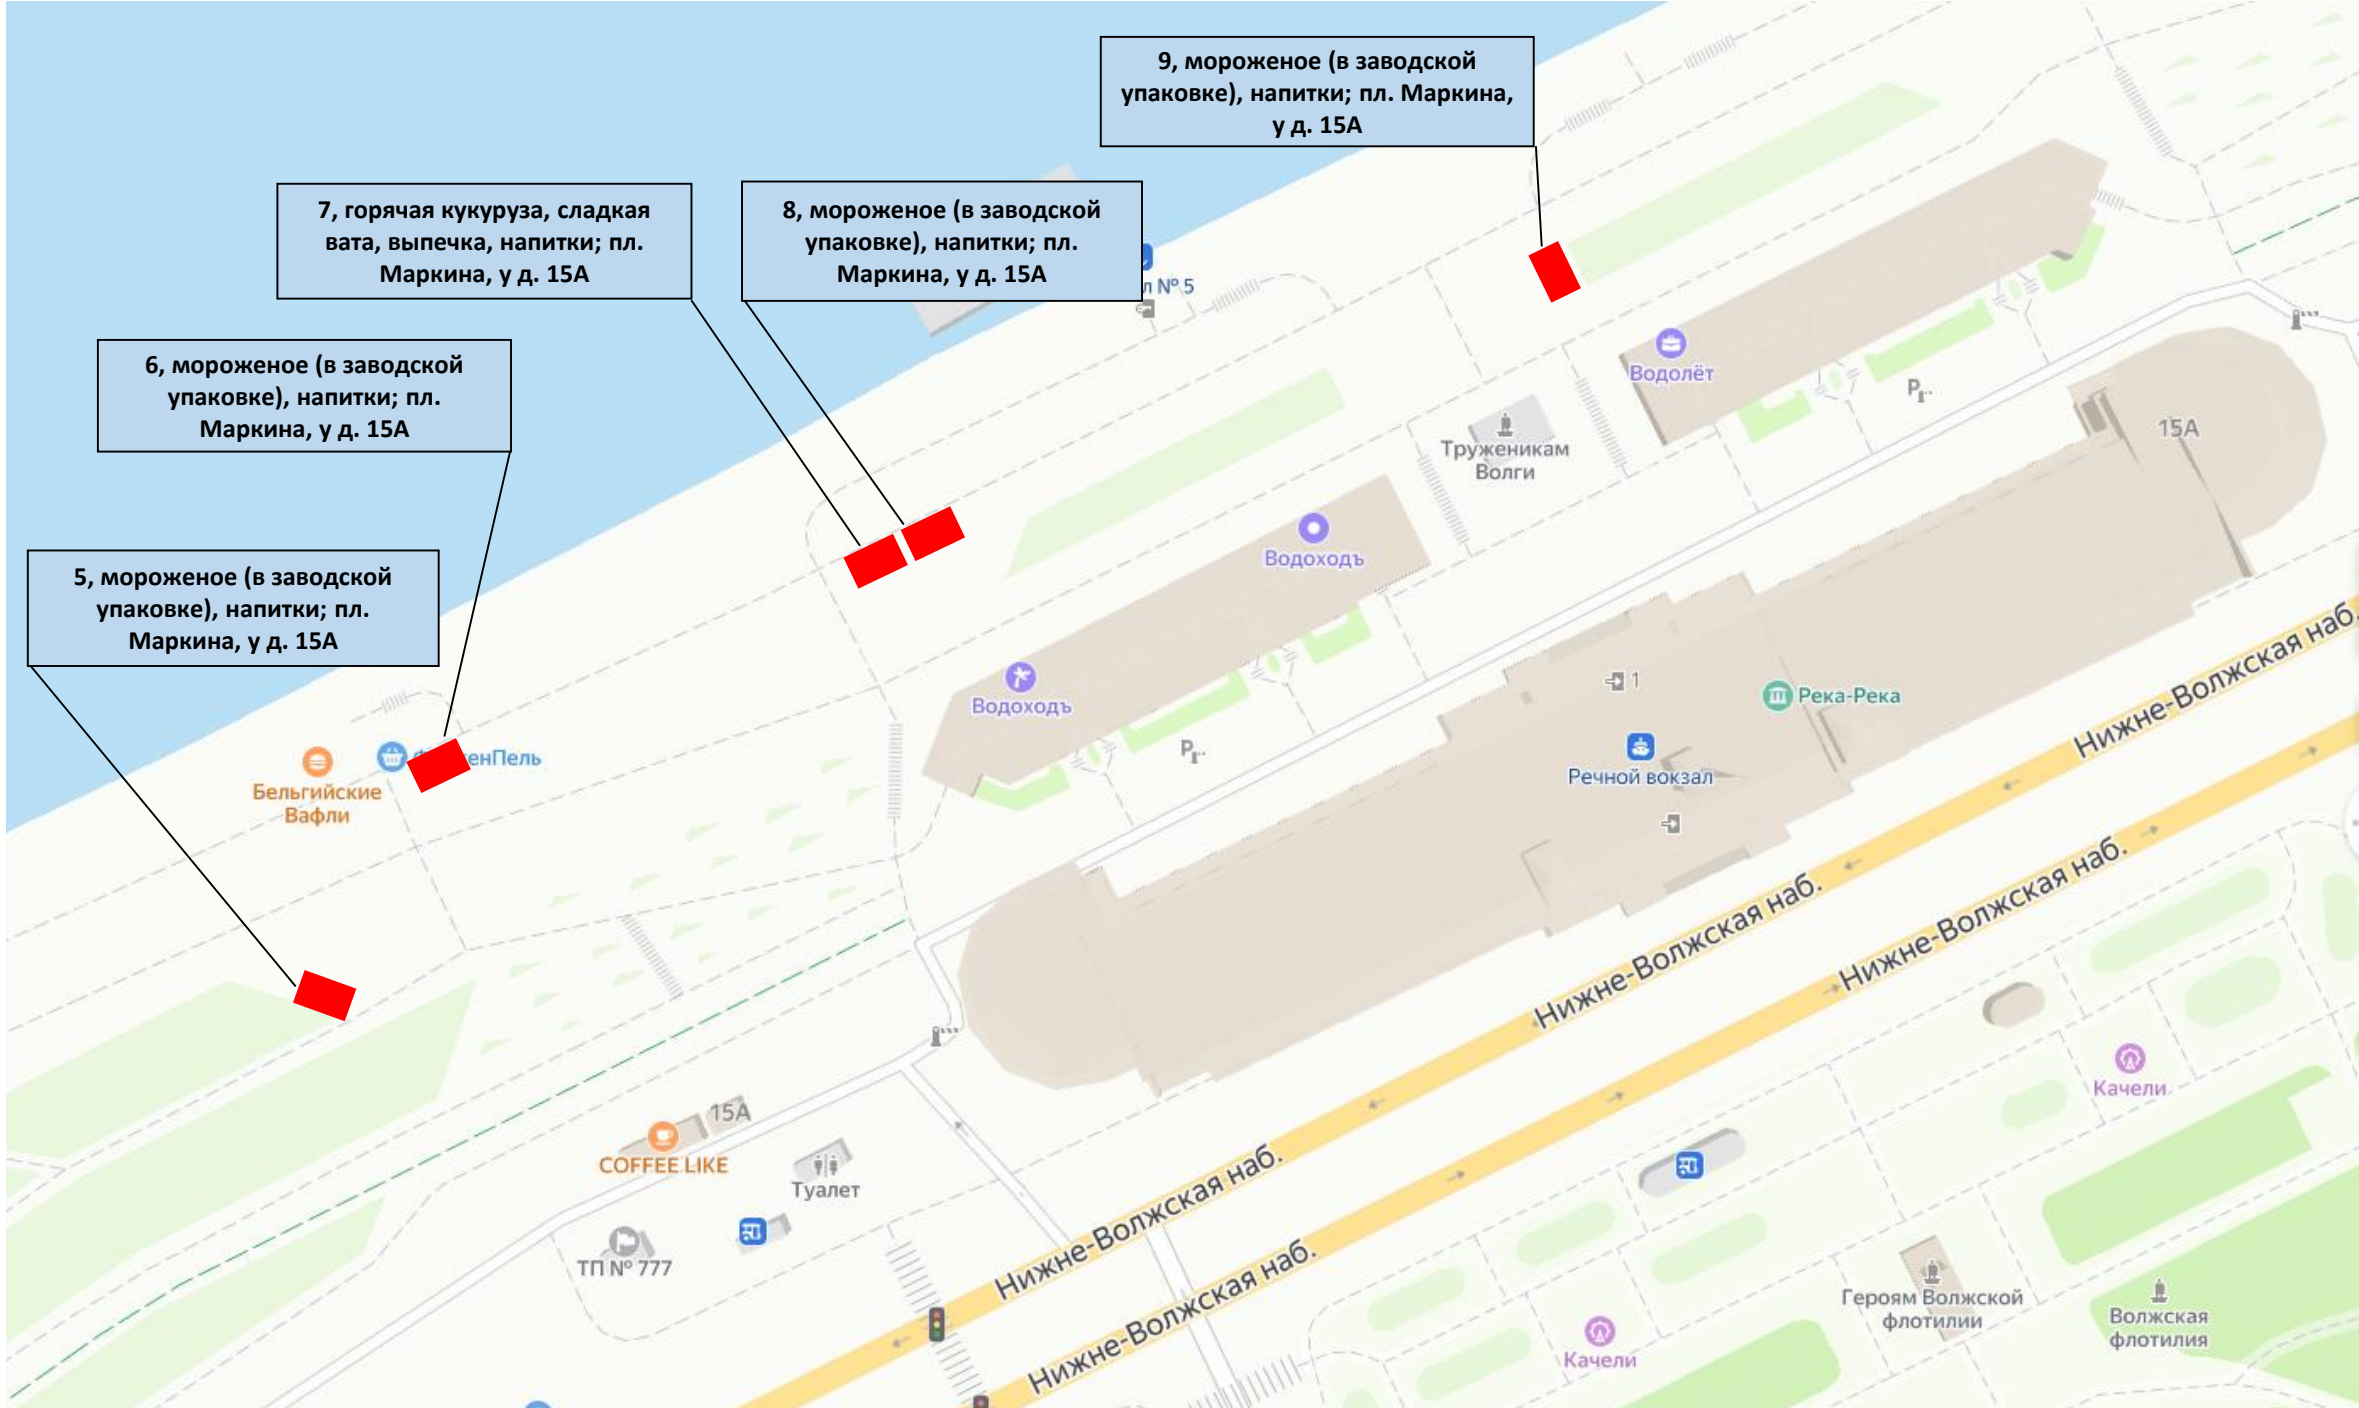 9, мороженое (в заводской
упаковке), напитки; пл. Маркина,
у д. 15А
7, горячая кукуруза, сладкая
вата, выпечка, напитки; пл.
Маркина, у д. 15А
8, мороженое (в заводской
упаковке), напитки; пл.
Маркина, у д. 15А
л № 5
6, мороженое (в заводской
упаковке), напитки; пл.
Маркина, у д. 15А
5, мороженое (в заводской
упаковке), напитки; пл.
Маркина, у д. 15А
Водолёт
P
15А
Труженикам
Волги
Водоходъ
Водоходъ
P
1
Река-Река
Речной вокзал
енПель
Бельгийские
Вафли
Нижне-Волжская наб.
Нижне-Волжская наб.
Нижне-Волжская наб.
Нижне-Волжская наб.
Нижне-Волжская наб.
15А
COFFEE LIKE
Туалет
ТП № 777
Качели
Качели
Героям Волжской
флотилии
Волжская
флотилия